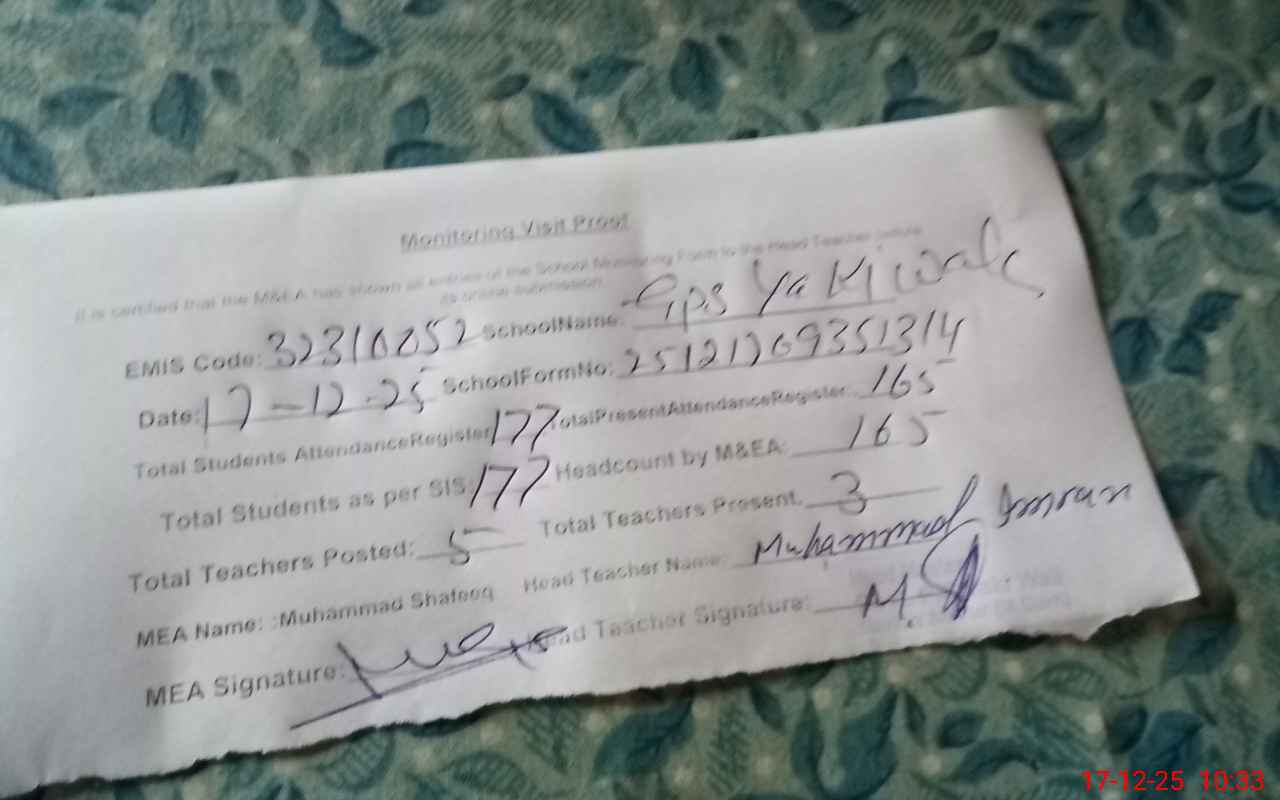 Monitoring Visit Proof
It is certified that the M&EA has shown all entries of the School Monitoring Form to the Head Teacher before
its online submission.
EMIS Code: 32310052 SchoolName: GPS
Date: 17-12-25 SchoolFormNo: 25121709351314
Total Students AttendanceRegister 177 TotalPresentAttendanceRegister: 165
Total Students as per SIS: 177 Headcount by M&EA: 165
Total Teachers Posted: 5 Total Teachers Present: 3
MEA Name: :Muhammad Shafeeq Head Teacher Name: Muhammad Imran
MEA Signature: Head Teacher Signature:
17-12-25 10:33